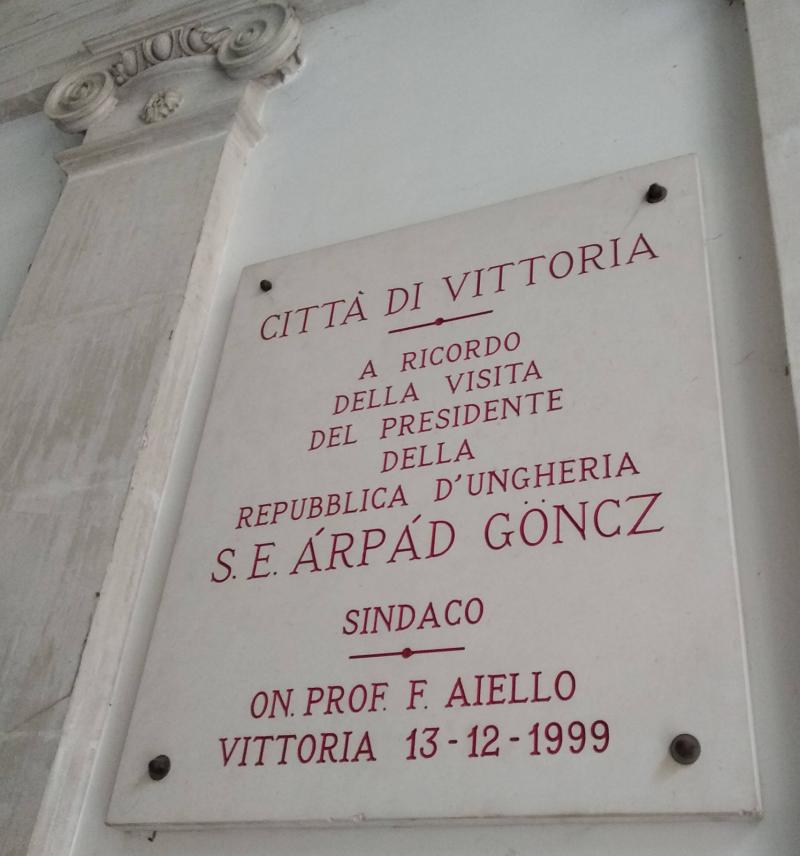 CITTÀ DI VITTORIA
A RICORDO
DELLA VISITA
DEL PRESIDENTE
DELLA
REPUBBLICA D'UNGHERIA
S. E. ÁRPÁD GÖNCZ
SINDACO
ON. PROF. F. AIELLO
VITTORIA 13-12-1999